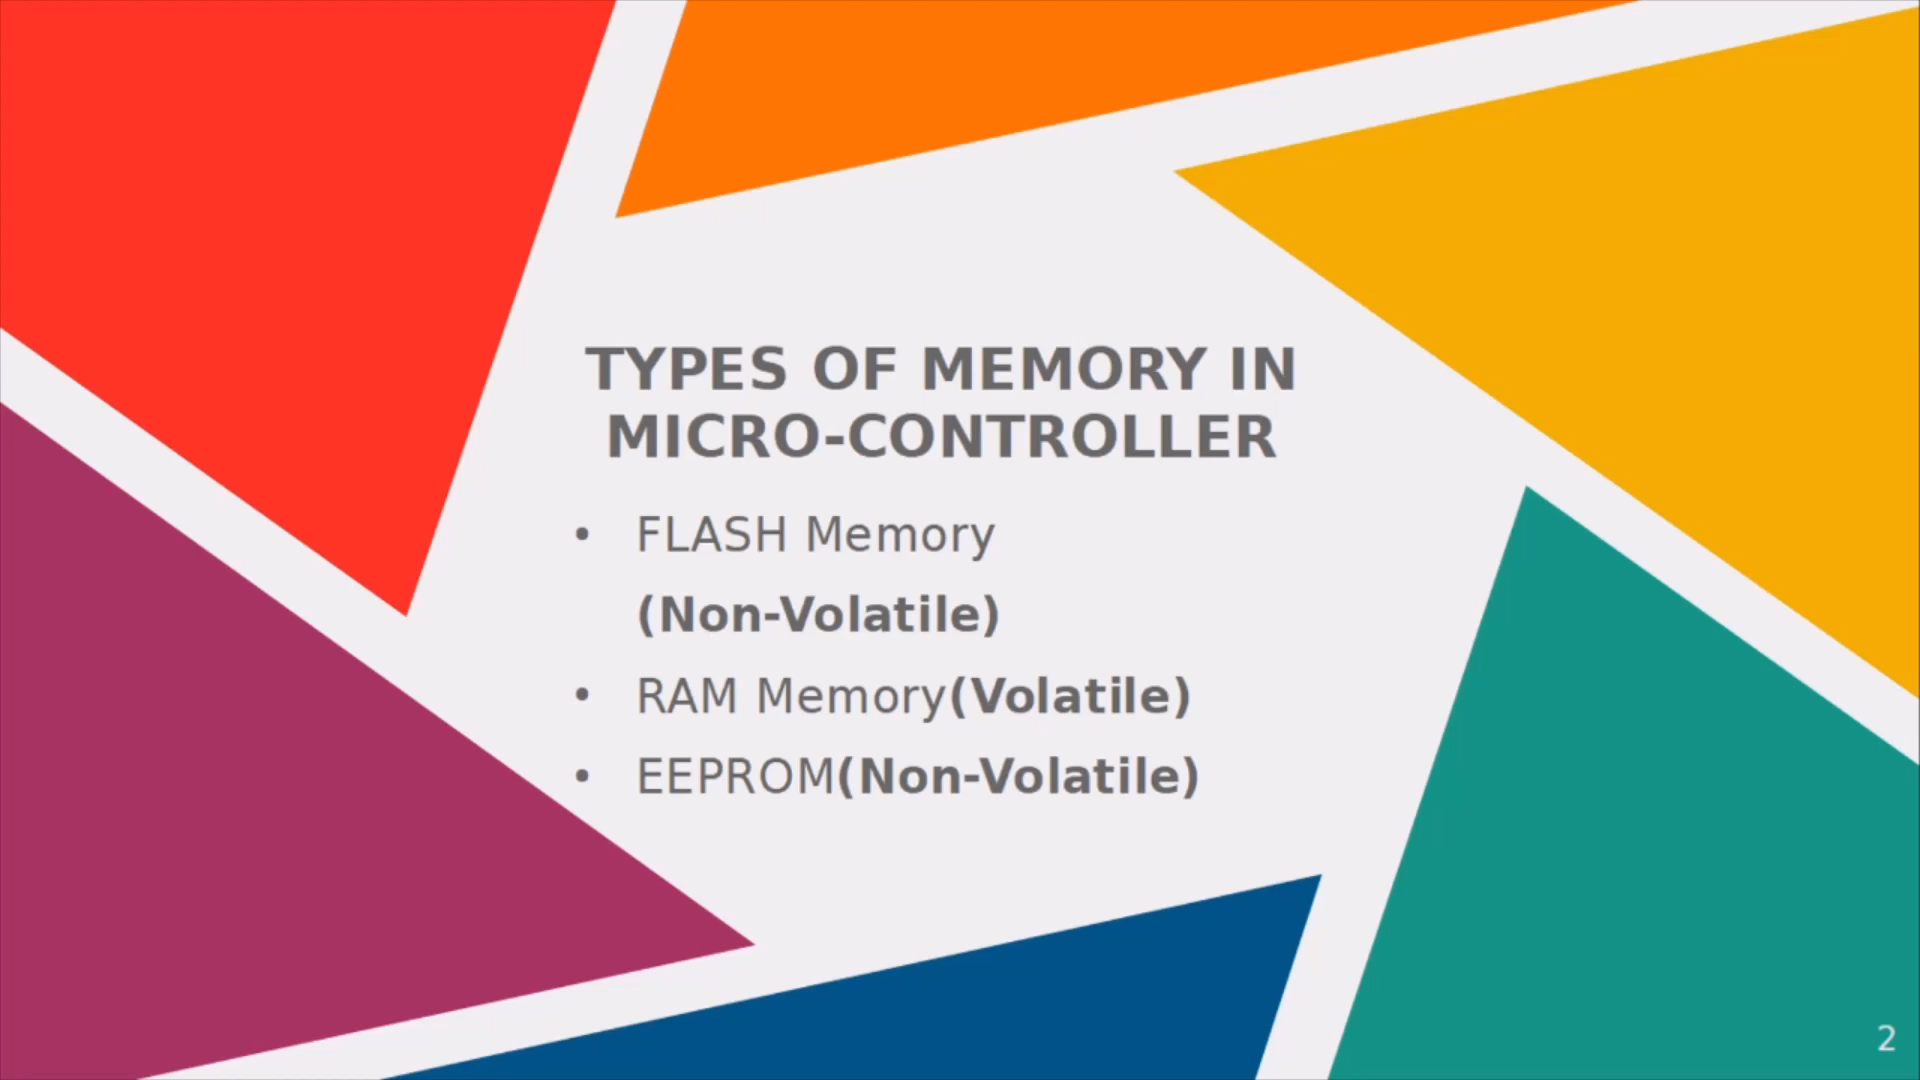 TYPES OF MEMORY IN
MICRO-CONTROLLER
• FLASH Memory
(Non-Volatile)
• RAM Memory(Volatile)
• EEPROM(Non-Volatile)
2